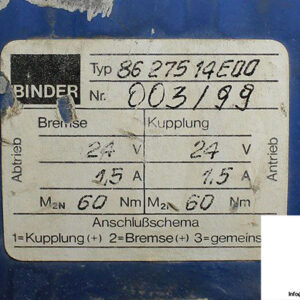 BINDER
Typ 86 275 14E00
Nr. 003/99
Bremse Kupplung
Abtrieb
24 V 24 V
1,5 A 1,5 A
M2N 60 Nm M2N 60 Nm
Antrieb
Anschlußschema
1=Kupplung (+) 2=Bremse (+) 3=gemeins